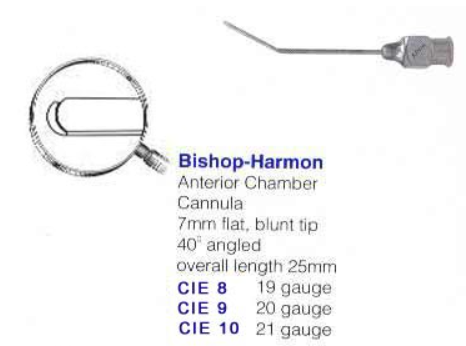 Bishop-Harmon
Anterior Chamber
Cannula
7mm flat, blunt tip
40° angled
overall length 25mm
CIE 8 19 gauge
CIE 9 20 gauge
CIE 10 21 gauge